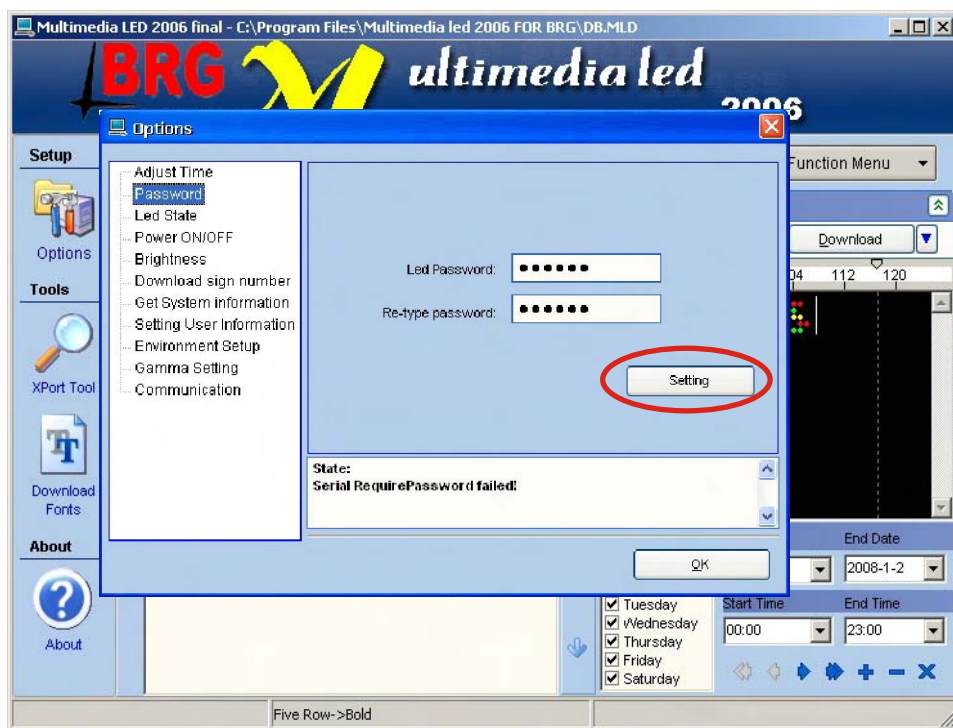 Multimedia LED 2006 final - C:\Program Files\Multimedia led 2006 FOR BRG\DB.MLD
BRG M ultimedia led
2006
Options
Setup
Options
Tools
XPort Tool
Download
Fonts
About
About
Adjust Time
Password
Led State
Power ON/OFF
Brightness
Download sign number
Get System information
Setting User Information
Environment Setup
Gamma Setting
Communication
Led Password: ●●●●●●
Re-type password: ●●●●●●
Setting
State:
Serial RequirePassword failed!
OK
Function Menu
Download
04 112 120
End Date
2008-1-2
Tuesday
Wednesday
Thursday
Friday
Saturday
Start Time End Time
00:00 23:00
Five Row->Bold